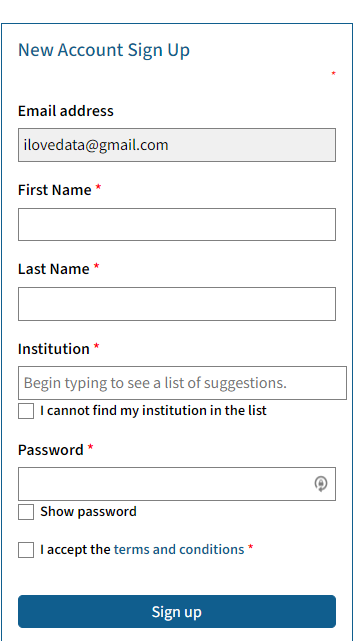 New Account Sign Up
*
Email address
ilovedata@gmail.com
First Name *
Last Name *
Institution *
Begin typing to see a list of suggestions.
I cannot find my institution in the list
Password *
Show password
I accept the terms and conditions *
Sign up